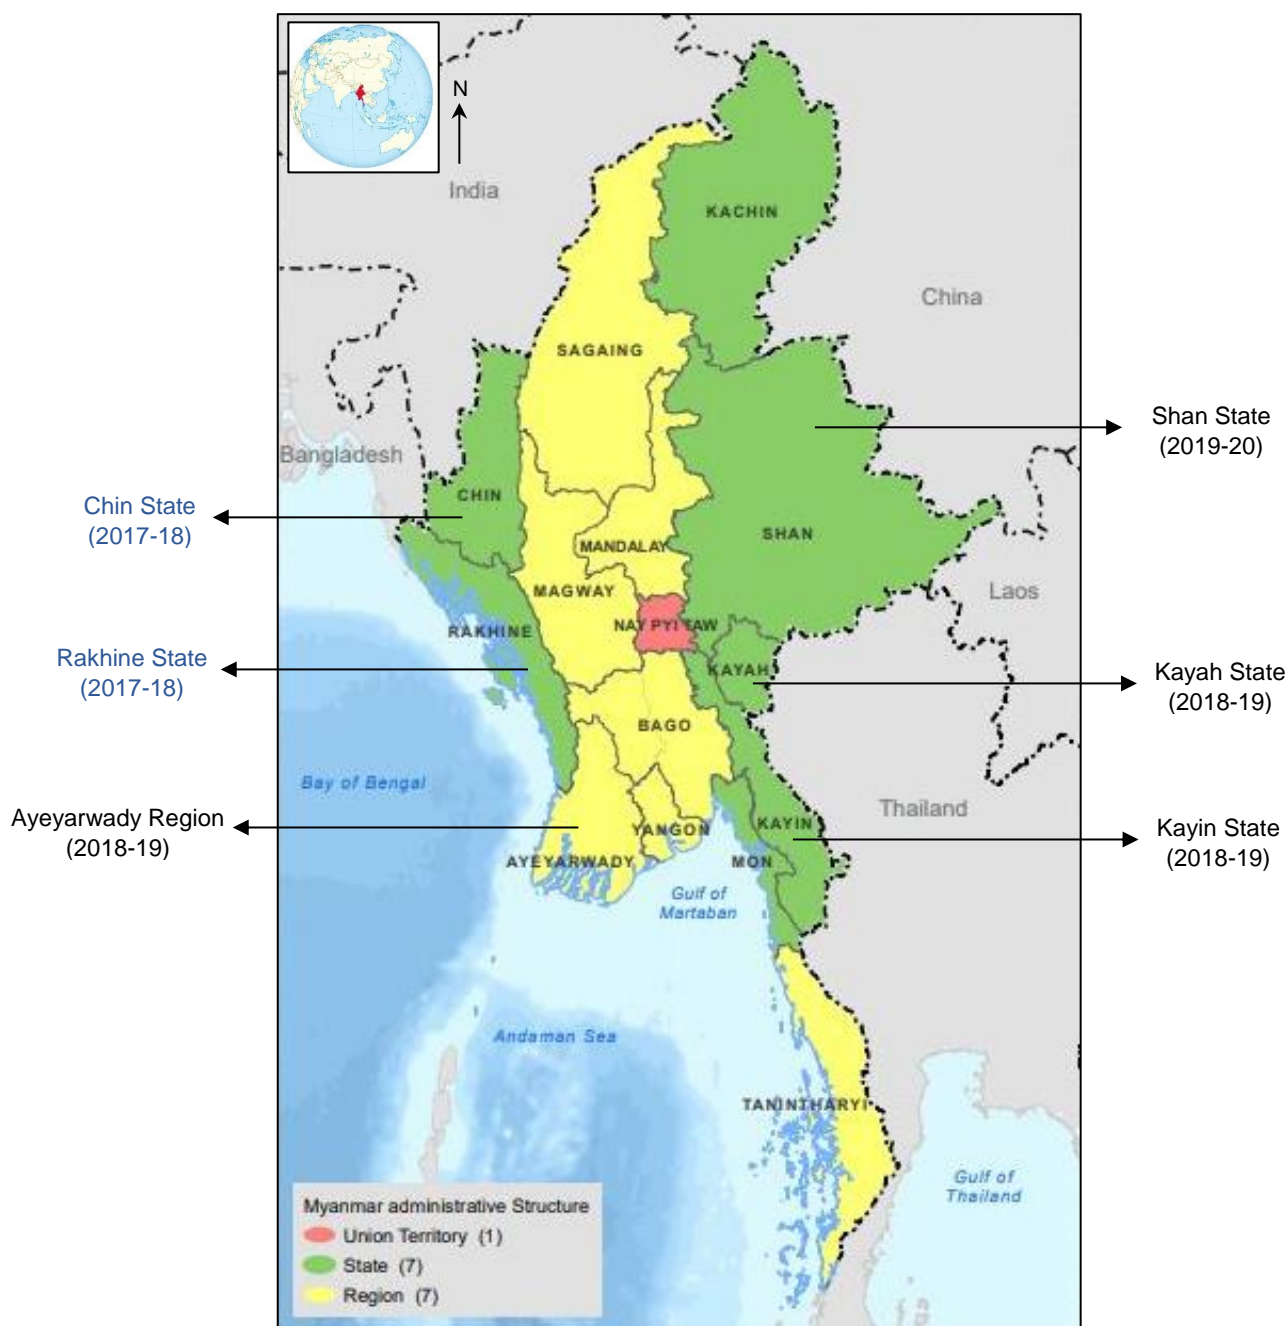 N
India
KACHIN
China
SAGAING
Shan State
(2019-20)
Bangladesh
CHIN
Chin State
(2017-18)
SHAN
MANDALAY
MAGWAY
Laos
NAY PYI TAW
RAKHINE
Rakhine State
(2017-18)
KAYAH
Kayah State
(2018-19)
BAGO
Bay of Bengal
Thailand
Ayeyarwady Region
(2018-19)
YANGON
KAYIN
Kayin State
(2018-19)
AYEYARWADY
MON
Gulf of
Martaban
Andaman Sea
TANINTHARYI
Gulf of
Thailand
Myanmar administrative Structure
Union Territory (1)
State (7)
Region (7)